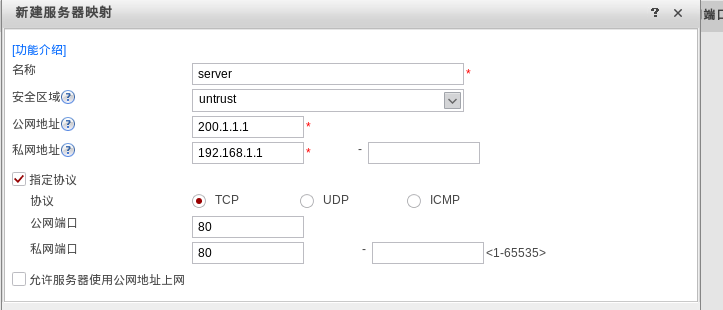 新建服务器映射 ? ×
端口
[功能介绍]
名称 server *
安全区域 ? untrust
公网地址 ? 200.1.1.1 *
私网地址 ? 192.168.1.1 * -
指定协议
协议 TCP UDP ICMP
公网端口 80
私网端口 80 - <1-65535>
允许服务器使用公网地址上网